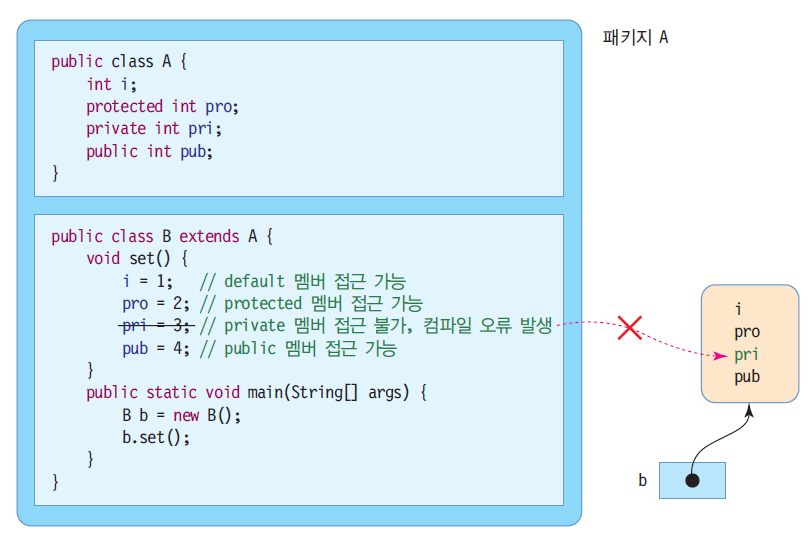 패키지 A
public class A {
int i;
protected int pro;
private int pri;
public int pub;
}
public class B extends A {
void set() {
i = 1; // default 멤버 접근 가능
pro = 2; // protected 멤버 접근 가능
pri = 3; // private 멤버 접근 불가, 컴파일 오류 발생
pub = 4; // public 멤버 접근 가능
}
public static void main(String[] args) {
B b = new B();
b.set();
}
}
i
pro
pri
pub
b